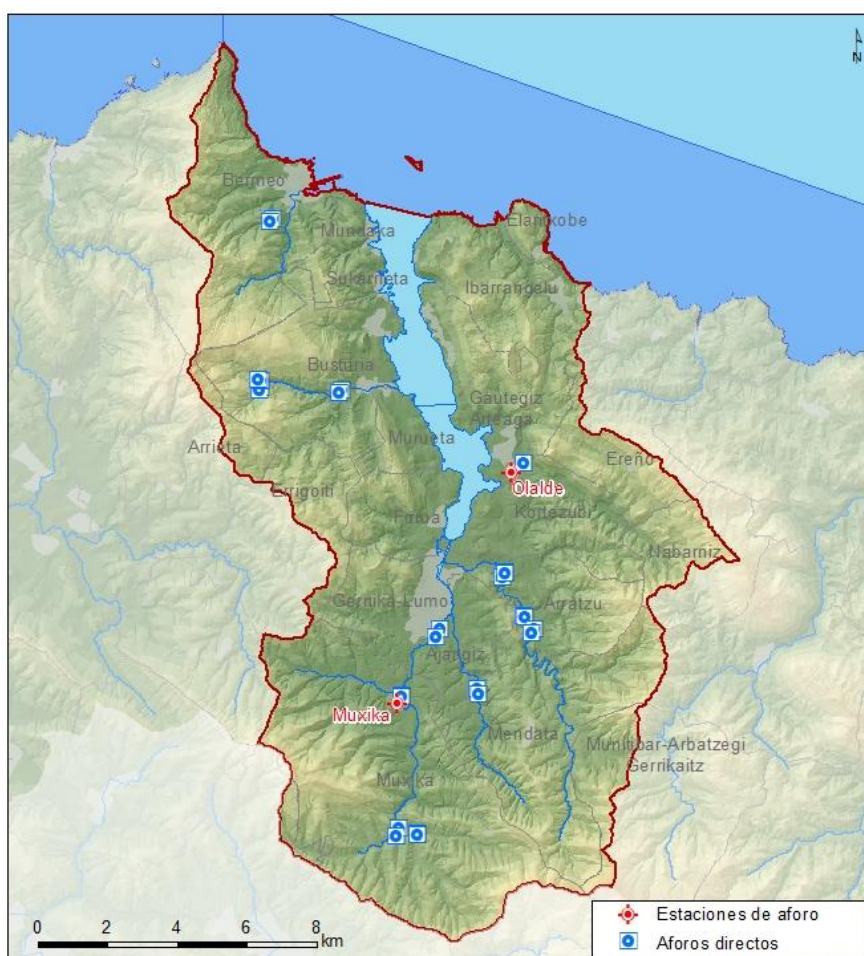 N
Bermeo
Elantxobe
Mundaka
Sukarrieta
Ibarrangelu
Busturia
Gautegiz
Arteaga
Murueta
Arrieta
Ereño
Errigoiti
Olalde
Kortezubi
Forua
Nabarniz
Gernika-Lumo
Arratzu
Ajangiz
Muxika
Mendata
Munitibar-Arbatzegi
Gerrikaitz
Muxika
0 2 4 6 8
km
Estaciones de aforo
Aforos directos